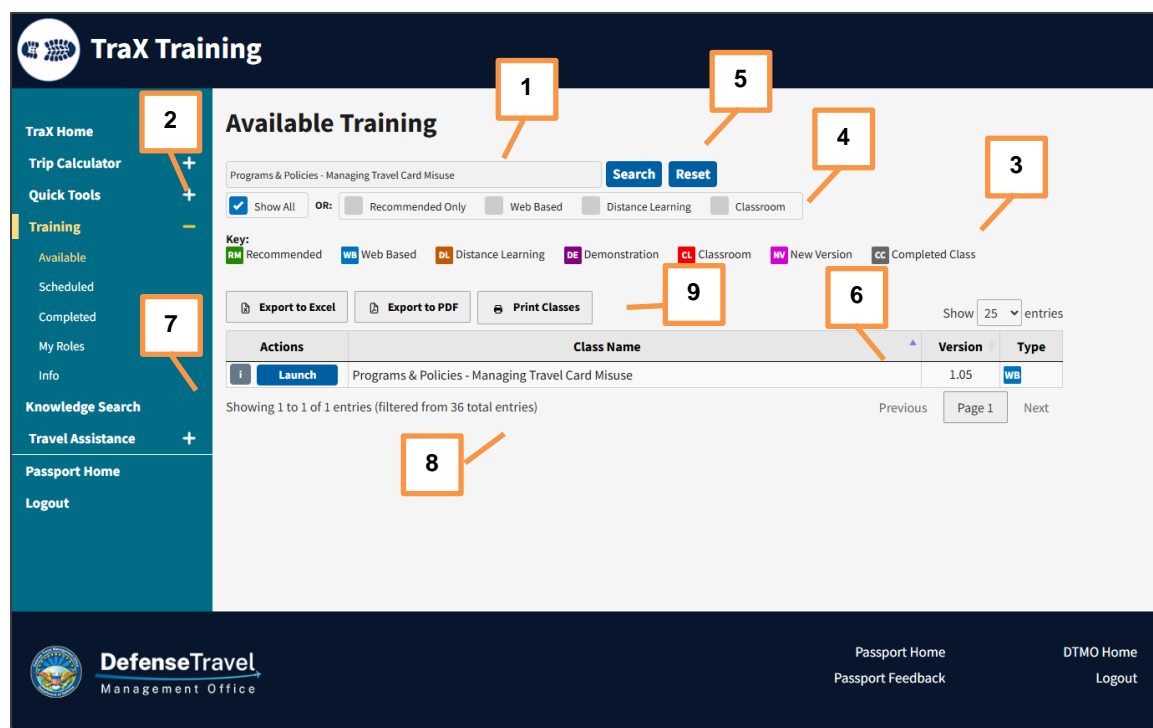 TraX Training
1
5
2
4
3
TraX Home
Trip Calculator +
Quick Tools +
Training −
Available
Scheduled
Completed
My Roles
Info
Knowledge Search
Travel Assistance +
Passport Home
Logout
7
Available Training
Programs & Policies - Managing Travel Card Misuse Search Reset
Show All OR: Recommended Only Web Based Distance Learning Classroom
Key:
RM Recommended WB Web Based DL Distance Learning DE Demonstration CL Classroom NV New Version CC Completed Class
9
6
Export to Excel Export to PDF Print Classes Show 25 entries
Actions Class Name Version Type
i Launch Programs & Policies - Managing Travel Card Misuse 1.05 WB
Showing 1 to 1 of 1 entries (filtered from 36 total entries) Previous Page 1 Next
8
DefenseTravel
Management Office
Passport Home DTMO Home
Passport Feedback Logout